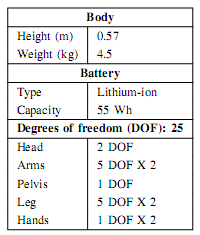 Body
Height (m) 0.57
Weight (kg) 4.5
Battery
Type Lithium-ion
Capacity 55 Wh
Degrees of freedom (DOF): 25
Head 2 DOF
Arms 5 DOF X 2
Pelvis 1 DOF
Leg 5 DOF X 2
Hands 1 DOF X 2